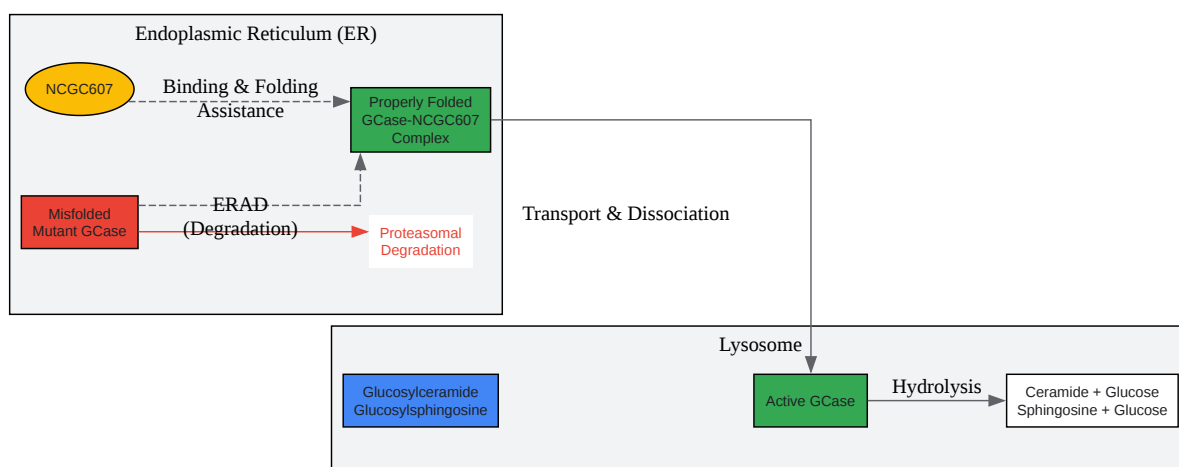 Endoplasmic Reticulum (ER)
NCGC607
Binding & Folding
Assistance
Properly Folded
GCase-NCGC607
Complex
Misfolded
Mutant GCase
ERAD
(Degradation)
Proteasomal
Degradation
Transport & Dissociation
Lysosome
Glucosylceramide
Glucosylsphingosine
Active GCase
Hydrolysis
Ceramide + Glucose
Sphingosine + Glucose